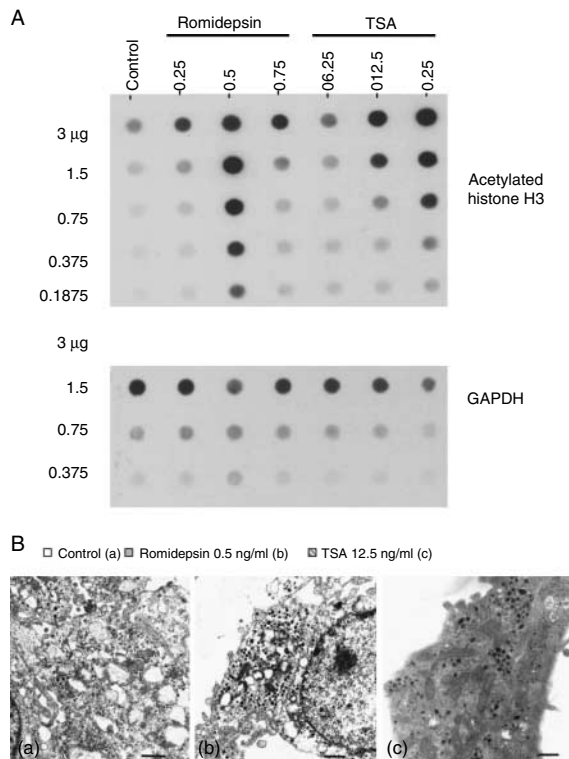 A
Romidepsin TSA
Control 0.25 0.5 0.75 06.25 012.5 0.25
3 µg
1.5
0.75
0.375
0.1875
Acetylated
histone H3
3 µg
1.5
0.75
0.375
GAPDH
B
Control (a) Romidepsin 0.5 ng/ml (b) TSA 12.5 ng/ml (c)
(a) (b) (c)